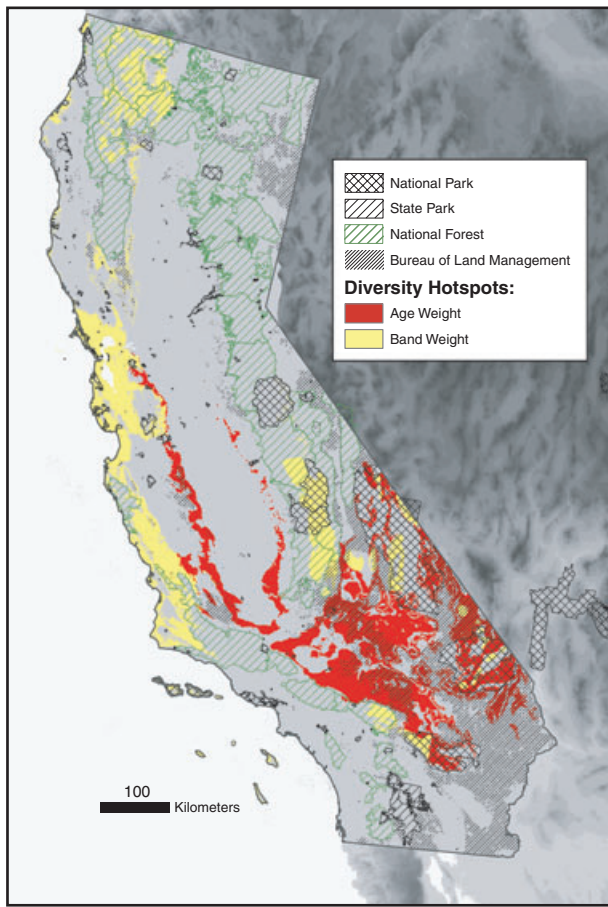 National Park
State Park
National Forest
Bureau of Land Management
Diversity Hotspots:
Age Weight
Band Weight
100
Kilometers